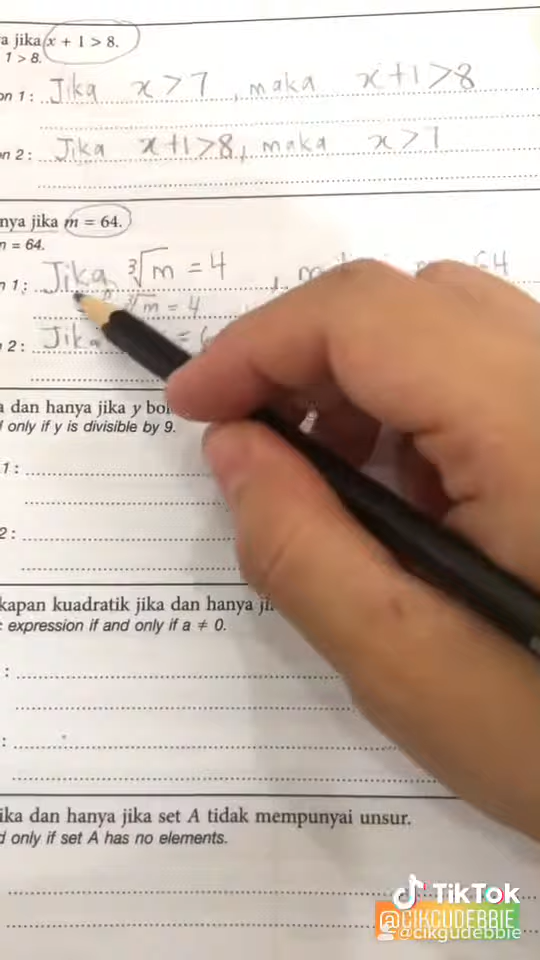 a jika x + 1 > 8.
1 > 8.
on 1 : Jika x > 7, maka x+1 > 8
on 2 : Jika x+1 > 8, maka x > 7
nya jika m = 64.
m = 64.
n 1 : Jika ∛m = 4, 64
∛m = 4
2 : Jika =
a dan hanya jika y
only if y is divisible by 9.
1 :
2 :
kapan kuadratik jika dan hanya
expression if and only if a ≠ 0.
:
:
ika dan hanya jika set A tidak mempunyai unsur.
d only if set A has no elements.
TikTok
@CIKGUDEBBIE
@cikgudebbie